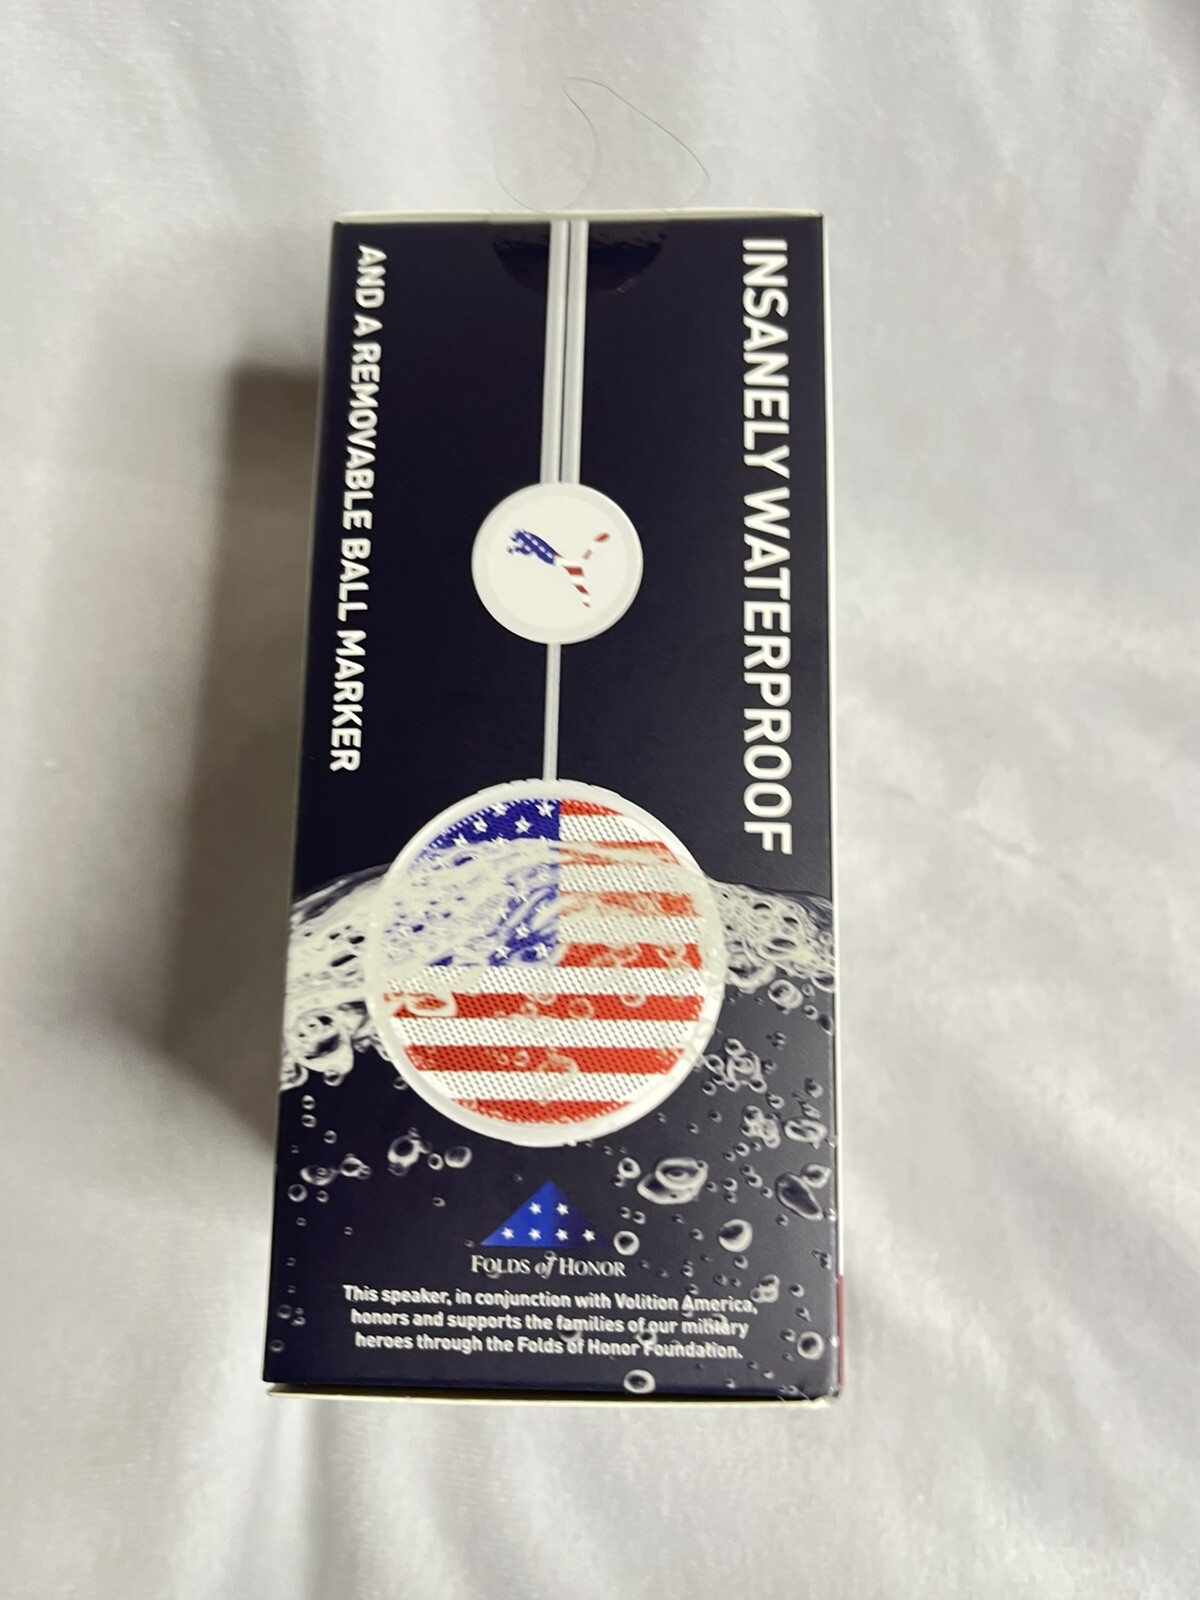 INSANELY WATERPROOF
AND A REMOVABLE BALL MARKER
FOLDS of HONOR
This speaker, in conjunction with Volition America,
honors and supports the families of our military
heroes through the Folds of Honor Foundation.